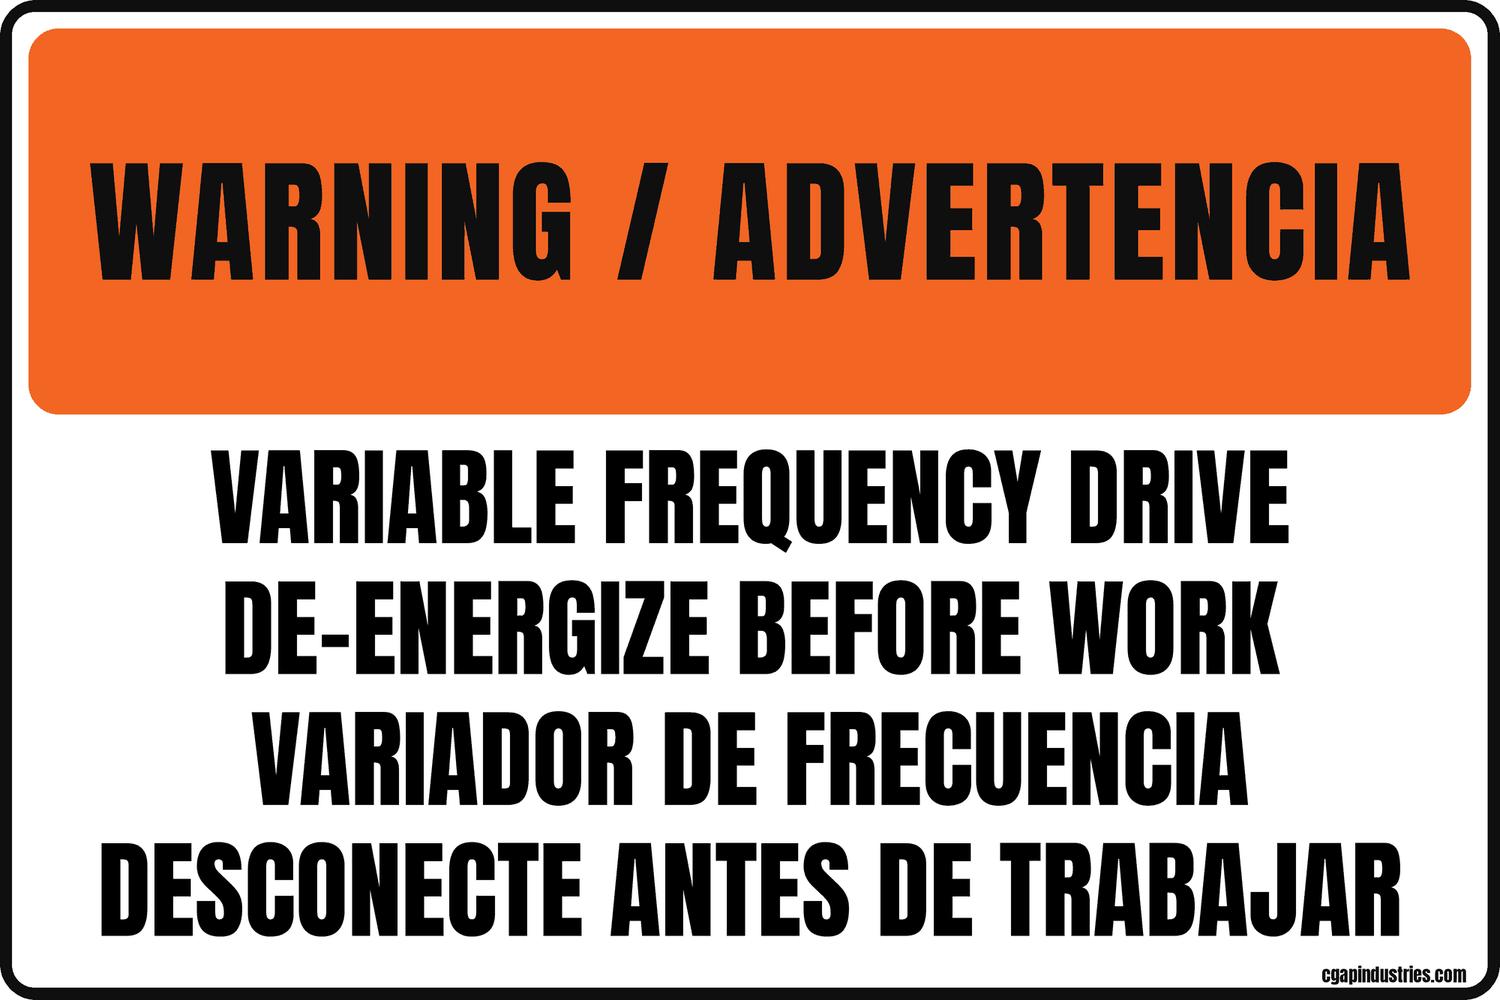 WARNING / ADVERTENCIA
VARIABLE FREQUENCY DRIVE
DE-ENERGIZE BEFORE WORK
VARIADOR DE FRECUENCIA
DESCONECTE ANTES DE TRABAJAR
cgapindustries.com